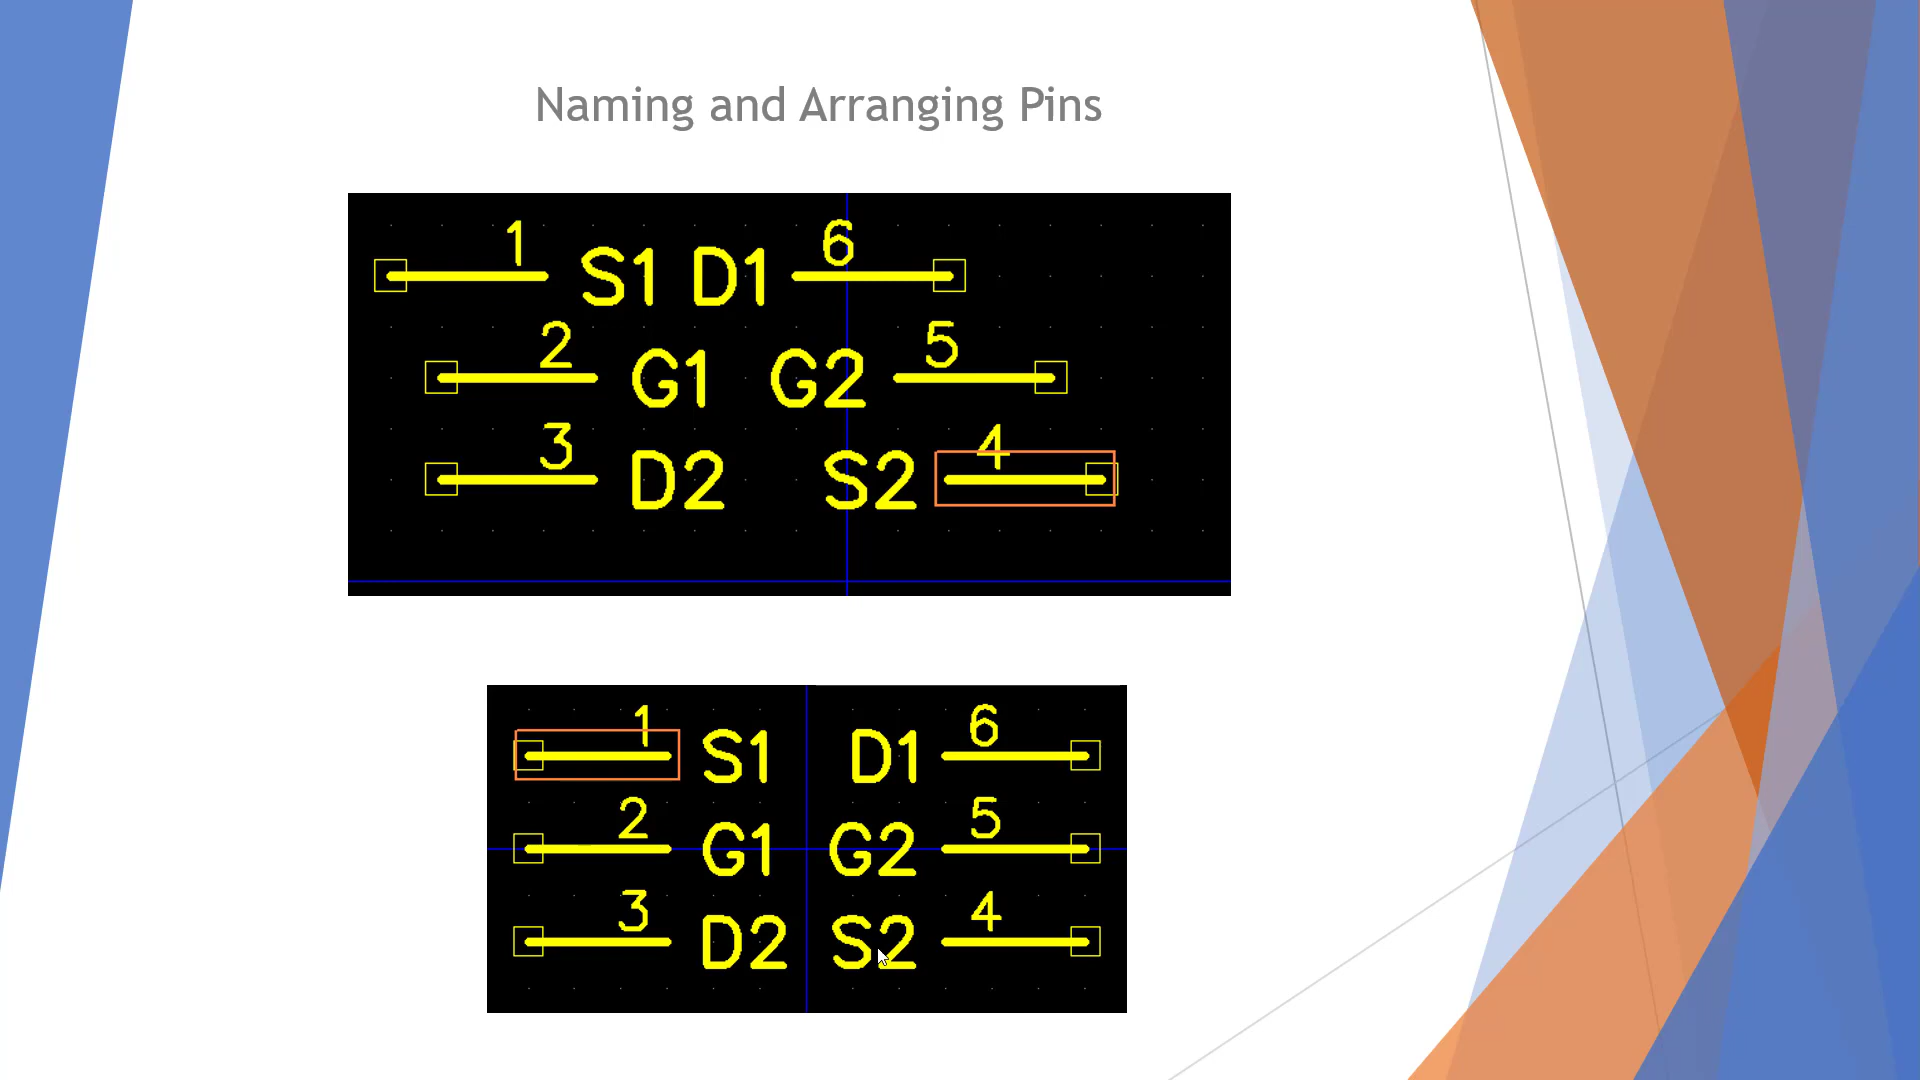 Naming and Arranging Pins
1 6
S1 D1
2 5
G1 G2
3 4
D2 S2
1 6
S1 D1
2 5
G1 G2
3 4
D2 S2